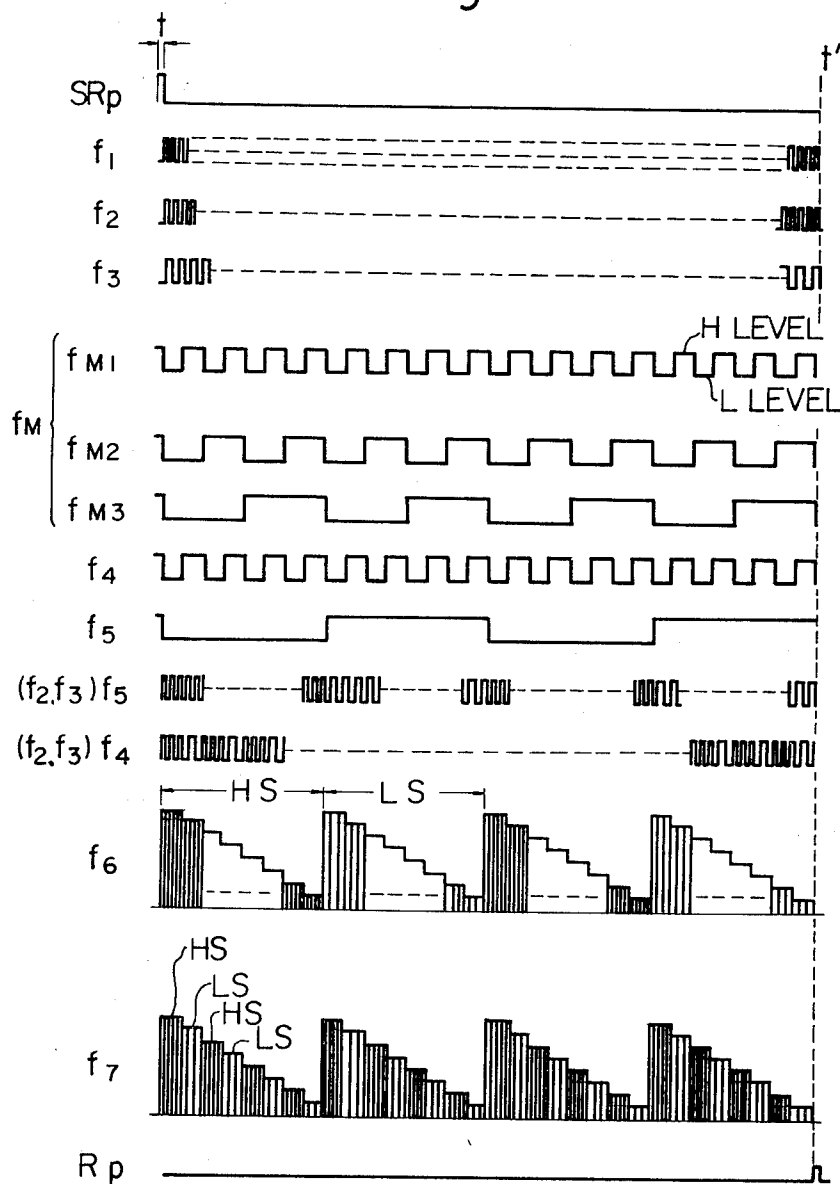 t
t'
SRp
f1
f2
f3
H LEVEL
fM1
L LEVEL
fM
fM2
fM3
f4
f5
(f2,f3) f5
(f2,f3) f4
HS
LS
f6
HS
LS
HS
LS
f7
Rp